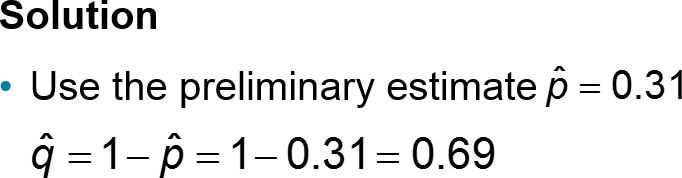 Solution
• Use the preliminary estimate p̂ = 0.31
q̂ = 1 − p̂ = 1 − 0.31 = 0.69